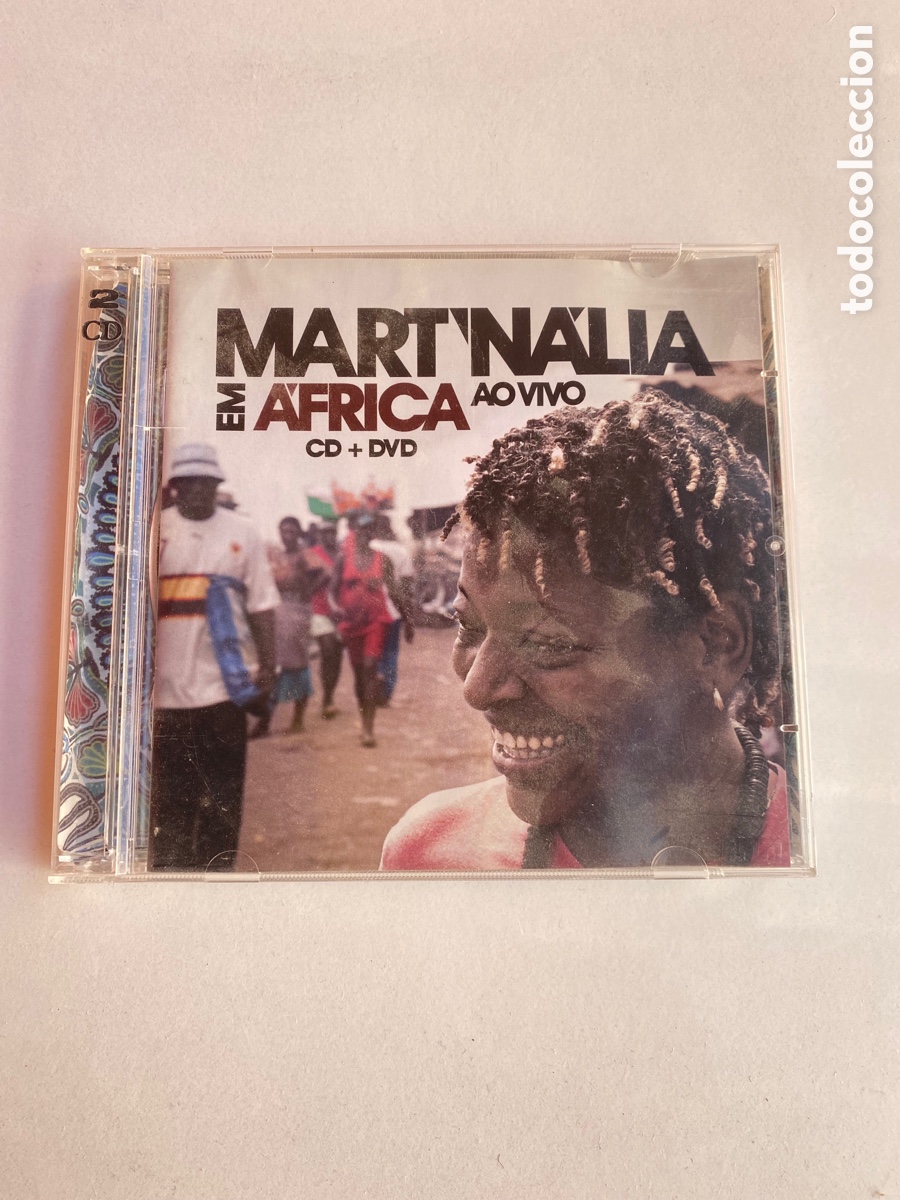 todocoleccion
2
CD
MART'NÁLIA
EM ÁFRICA AO VIVO
CD + DVD